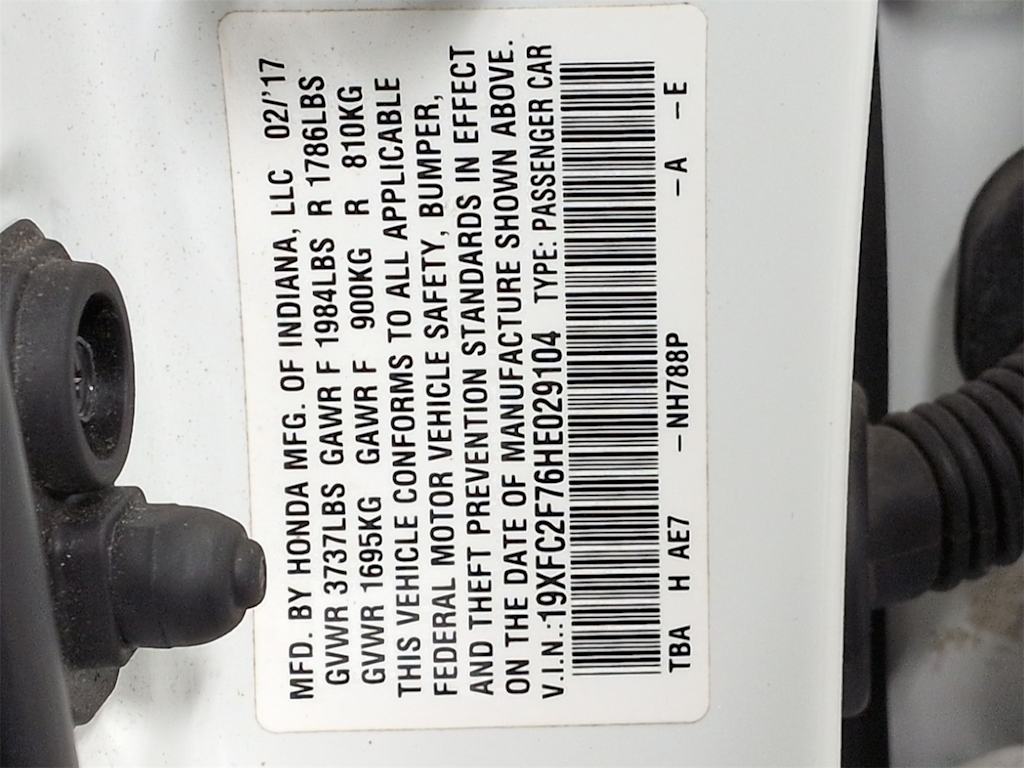 MFD. BY HONDA MFG. OF INDIANA, LLC 02/'17
GVWR 3737LBS GAWR F 1984LBS R 1786LBS
GVWR 1695KG GAWR F 900KG R 810KG
THIS VEHICLE CONFORMS TO ALL APPLICABLE
FEDERAL MOTOR VEHICLE SAFETY, BUMPER,
AND THEFT PREVENTION STANDARDS IN EFFECT
ON THE DATE OF MANUFACTURE SHOWN ABOVE.
V.I.N.:19XFC2F76HE029104 TYPE: PASSENGER CAR
TBA H AE7 -NH788P -A -E